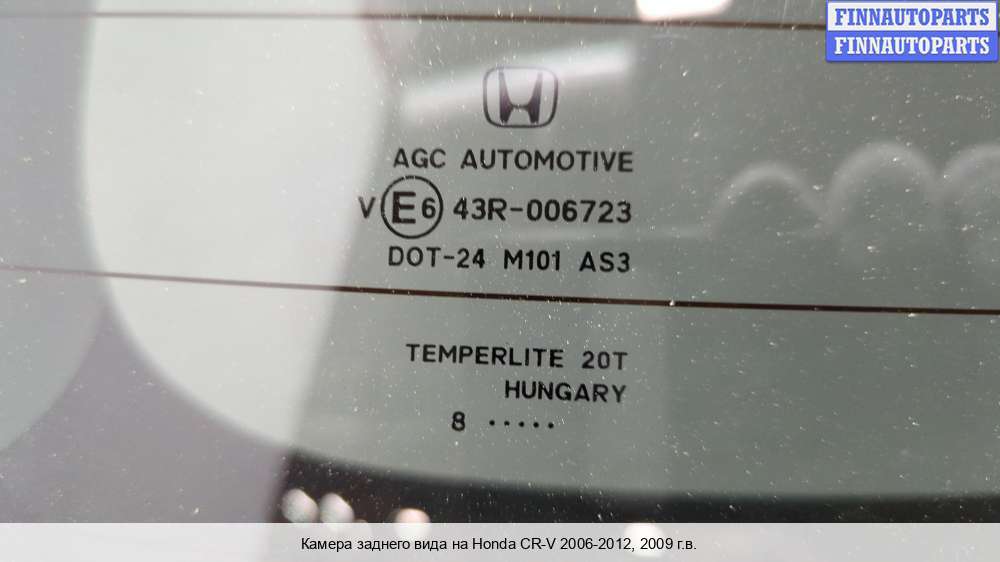 FINNAUTOPARTS
FINNAUTOPARTS
AGC AUTOMOTIVE
V E6 43R-006723
DOT-24 M101 AS3
TEMPERLITE 20T
HUNGARY
8 •••••
Камера заднего вида на Honda CR-V 2006-2012, 2009 г.в.